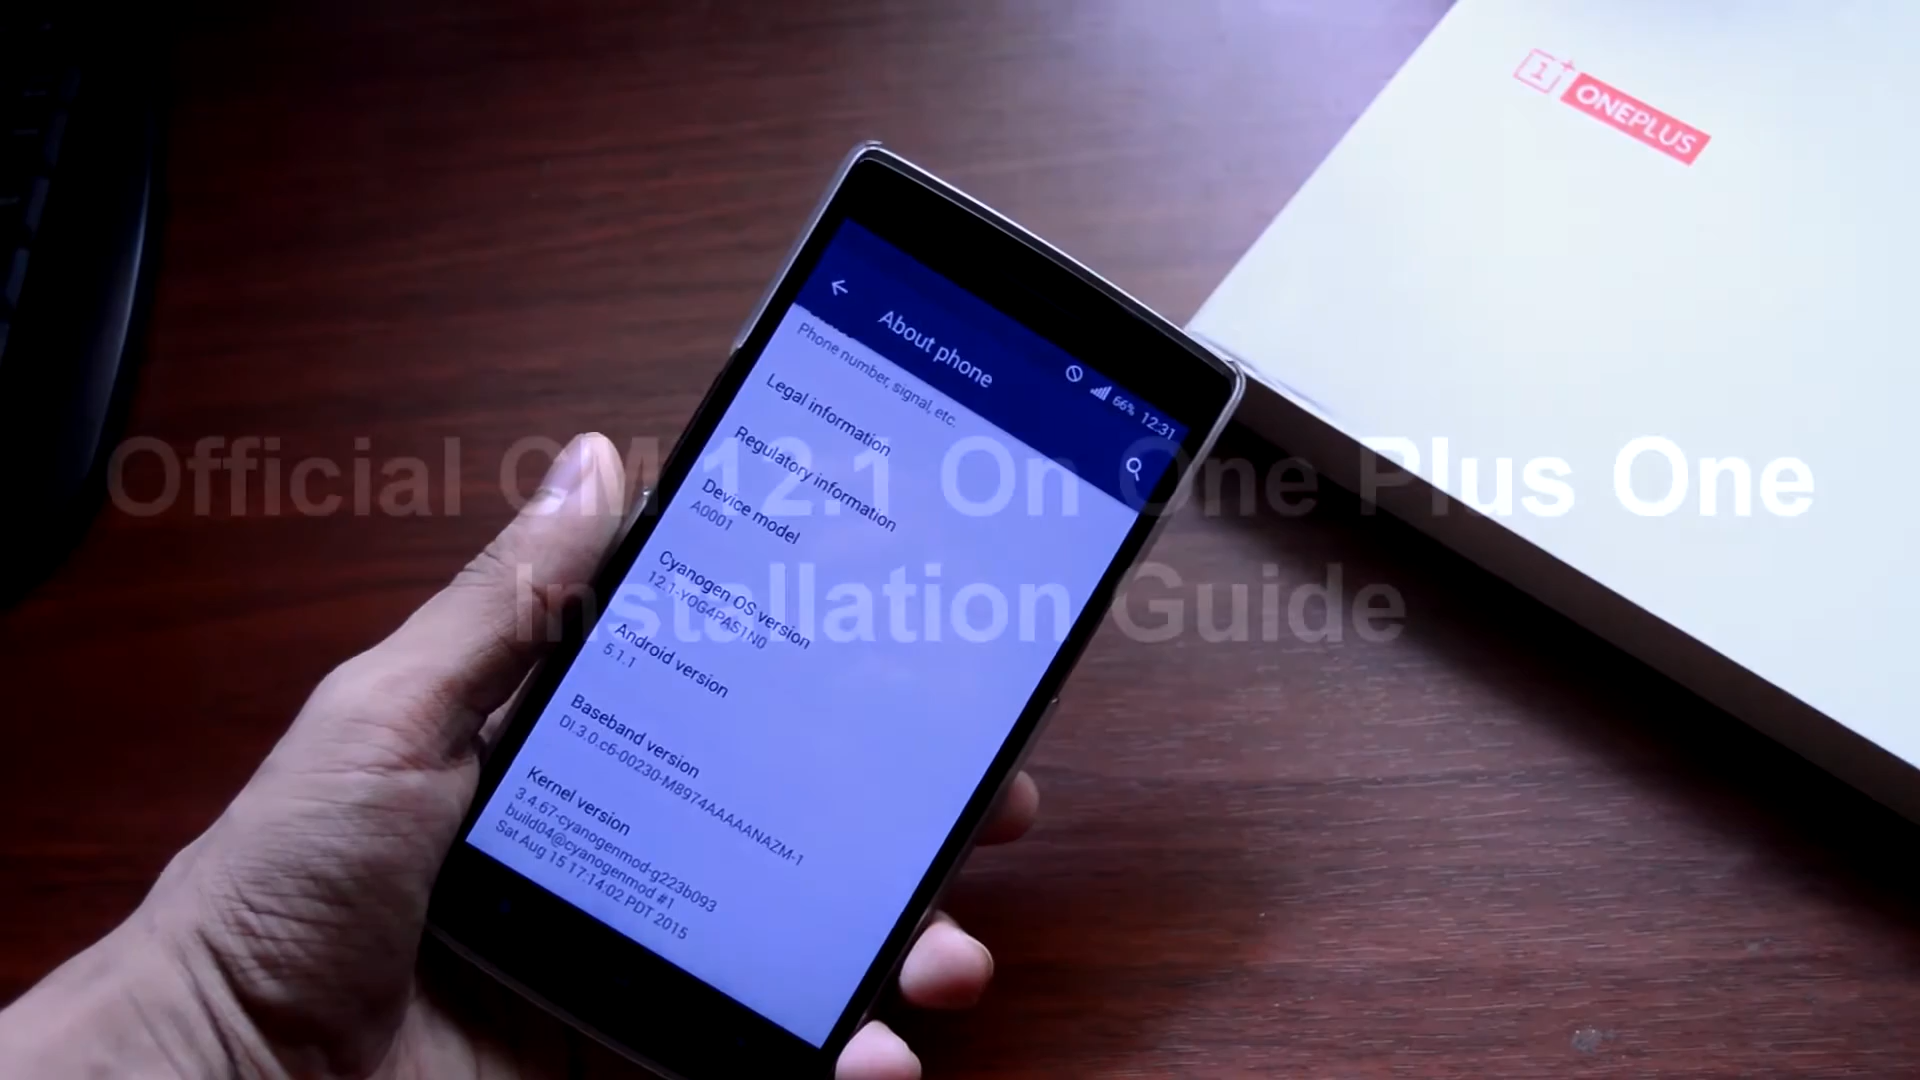 1+ ONEPLUS
About phone
66% 12:31
Phone number, signal, etc.
Legal information
Regulatory information
Device model
A0001
Cyanogen OS version
12.1-YOG4PAS1N0
Android version
5.1.1
Baseband version
DI.3.0.c6-00230-M8974AAAAANAZM-1
Kernel version
3.4.67-cyanogenmod-g223b093
build04@cyanogenmod #1
Sat Aug 15 17:14:02 PDT 2015
Official CM 12.1 On One Plus One
Installation Guide